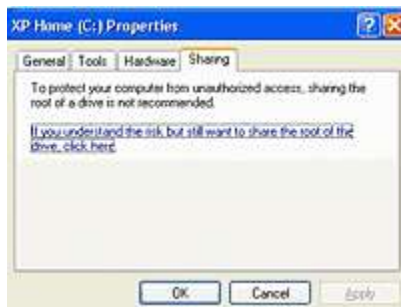 XP Home (C:) Properties
General Tools Hardware Sharing
To protect your computer from unauthorized access, sharing the
root of a drive is not recommended.
If you understand the risk but still want to share the root of the
drive, click here.
OK Cancel Apply